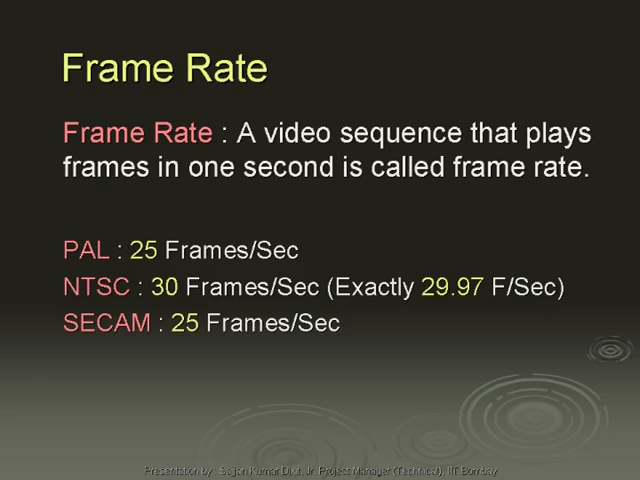 Frame Rate
Frame Rate : A video sequence that plays
frames in one second is called frame rate.
PAL : 25 Frames/Sec
NTSC : 30 Frames/Sec (Exactly 29.97 F/Sec)
SECAM : 25 Frames/Sec
Presentation by : Sajjan Kumar Dixit, Jr. Project Manager (Technical), IIT Bombay